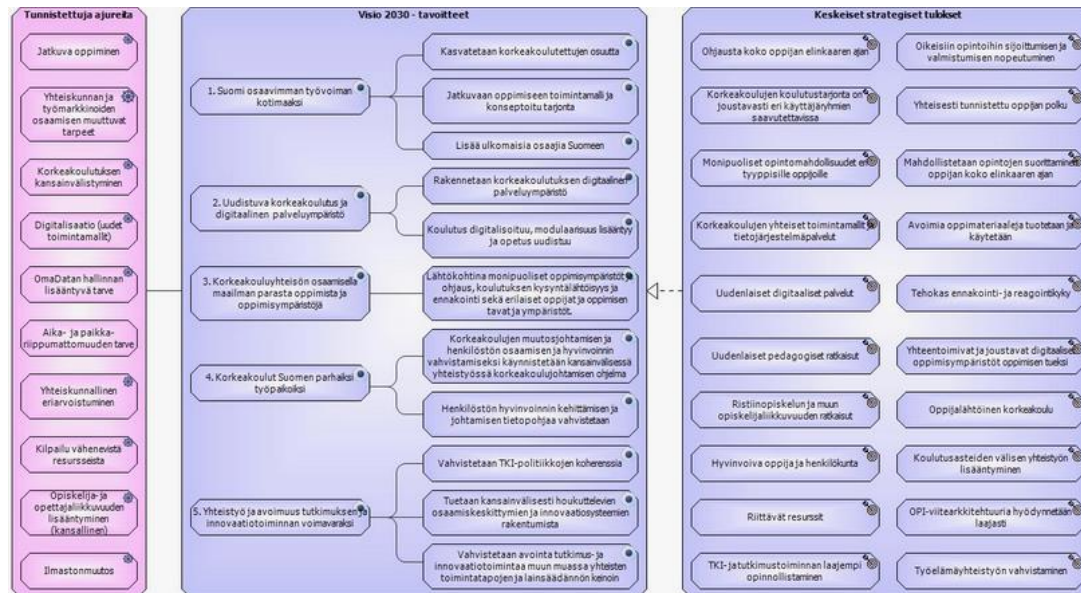 Tunnistettuja ajureita
Jatkuva oppiminen
Yhteiskunnan ja
työmarkkinoiden
osaamisen muuttuvat
tarpeet
Korkeakoulutuksen
kansainvälistyminen
Digitalisaatio (uudet
toimintamallit)
OmaDatan hallinnan
lisääntyvä tarve
Aika- ja paikka-
riippumattomuuden tarve
Yhteiskunnallinen
eriarvoistuminen
Kilpailu vähenevistä
resursseista
Opiskelija- ja
opettajaliikkuvuuden
lisääntyminen
(kansallinen)
Ilmastonmuutos
Visio 2030 - tavoitteet
1. Suomi osaavimman työvoiman
kotimaaksi
Kasvatetaan korkeakoulutettujen osuutta
Jatkuvaan oppimiseen toimintamalli ja
konseptoitu tarjonta
Lisää ulkomaisia osaajia Suomeen
2. Uudistuva korkeakoulutus ja
digitaalinen palveluympäristö
Rakennetaan korkeakoulutuksen digitaalinen
palveluympäristö
Koulutus digitalisoituu, modulaarisuus lisääntyy
ja opetus uudistuu
3. Korkeakouluyhteisön osaamisella
maailman parasta oppimista ja
oppimisympäristöjä
Lähtökohtina monipuoliset oppimisympäristöt ja
ohjaus, koulutuksen kysyntälähtöisyys ja
ennakointi sekä erilaiset oppijat ja oppimisen
tavat ja ympäristöt.
4. Korkeakoulut Suomen parhaiksi
työpaikoiksi
Korkeakoulujen muutosjohtamisen ja
henkilöstön osaamisen ja hyvinvoinnin
vahvistamiseksi käynnistetään kansainvälisessä
yhteistyössä korkeakoulujohtamisen ohjelma
Henkilöstön hyvinvoinnin kehittämisen ja
johtamisen tietopohjaa vahvistetaan
5. Yhteistyö ja avoimuus tutkimuksen ja
innovaatiotoiminnan voimavaraksi
Vahvistetaan TKI-politiikkojen koherenssia
Tuetaan kansainvälisesti houkuttelevien
osaamiskeskittymien ja innovaatiosysteemien
rakentumista
Vahvistetaan avointa tutkimus- ja
innovaatiotoimintaa muun muassa yhteisten
toimintatapojen ja lainsäädännön keinoin
Keskeiset strategiset tulokset
Ohjausta koko oppijan elinkaaren ajan
Oikeisiin opintoihin sijoittumisen ja
valmistumisen nopeutuminen
Korkeakoulujen koulutustarjonta on
joustavasti eri käyttäjäryhmien
saavutettavissa
Yhteisesti tunnistettu oppijan polku
Monipuoliset opintomahdollisuudet eri
tyyppisille oppijoille
Mahdollistetaan opintojen suorittaminen
oppijan koko elinkaaren ajan
Korkeakoulujen yhteiset toimintamallit ja
tietojärjestelmäpalvelut
Avoimia oppimateriaaleja tuotetaan ja
käytetään
Uudenlaiset digitaaliset palvelut
Tehokas ennakointi- ja reagointikyky
Uudenlaiset pedagogiset ratkaisut
Yhteentoimivat ja joustavat digitaaliset
oppimisympäristöt oppimisen tueksi
Ristiinopiskelun ja muun
opiskelijaliikkuvuuden ratkaisut
Oppijalähtöinen korkeakoulu
Hyvinvoiva oppija ja henkilökunta
Koulutusasteiden välisen yhteistyön
lisääntyminen
Riittävät resurssit
OPI-viitearkkitehtuuria hyödynnetään
laajasti
TKI- ja tutkimustoiminnan laajempi
opinnollistaminen
Työelämäyhteistyön vahvistaminen